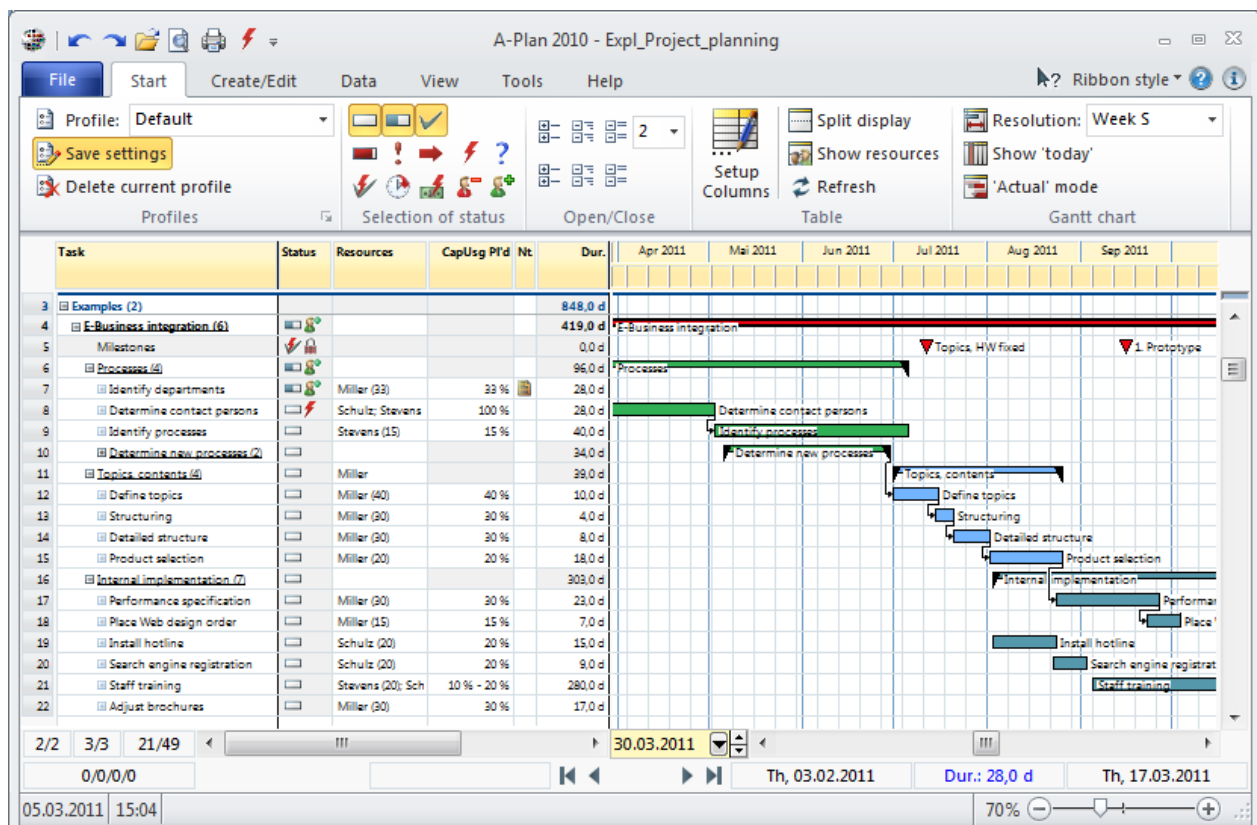 A-Plan 2010 - Expl_Project_planning
File Start Create/Edit Data View Tools Help Ribbon style
Profile: Default
Save settings
Delete current profile
Profiles
Selection of status
2
Open/Close
Setup
Columns
Split display
Show resources
Refresh
Table
Resolution: Week S
Show 'today'
'Actual' mode
Gantt chart
Task Status Resources CapUsg Pl'd Nt. Dur. Apr 2011 Mai 2011 Jun 2011 Jul 2011 Aug 2011 Sep 2011
3 Examples (2) 848,0 d
4 E-Business integration (6) 419,0 d E-Business integration
5 Milestones 0,0 d Topics, HW fixed 1. Prototype
6 Processes (4) 96,0 d Processes
7 Identify departments Miller (33) 33 % 28,0 d
8 Determine contact persons Schulz; Stevens 100 % 28,0 d Determine contact persons
9 Identify processes Stevens (15) 15 % 40,0 d Identify processes
10 Determine new processes (2) 34,0 d Determine new processes
11 Topics, contents (4) Miller 39,0 d Topics, contents
12 Define topics Miller (40) 40 % 10,0 d Define topics
13 Structuring Miller (30) 30 % 4,0 d Structuring
14 Detailed structure Miller (30) 30 % 8,0 d Detailed structure
15 Product selection Miller (20) 20 % 18,0 d Product selection
16 Internal implementation (7) 303,0 d Internal implementation
17 Performance specification Miller (30) 30 % 23,0 d Performar
18 Place Web design order Miller (15) 15 % 7,0 d Place
19 Install hotline Schulz (20) 20 % 15,0 d Install hotline
20 Search engine registration Schulz (20) 20 % 9,0 d Search engine registrat
21 Staff training Stevens (20); Sch 10 % - 20 % 280,0 d Staff training
22 Adjust brochures Miller (30) 30 % 17,0 d
2/2 3/3 21/49 30.03.2011
0/0/0/0 Th, 03.02.2011 Dur.: 28,0 d Th, 17.03.2011
05.03.2011 15:04 70%